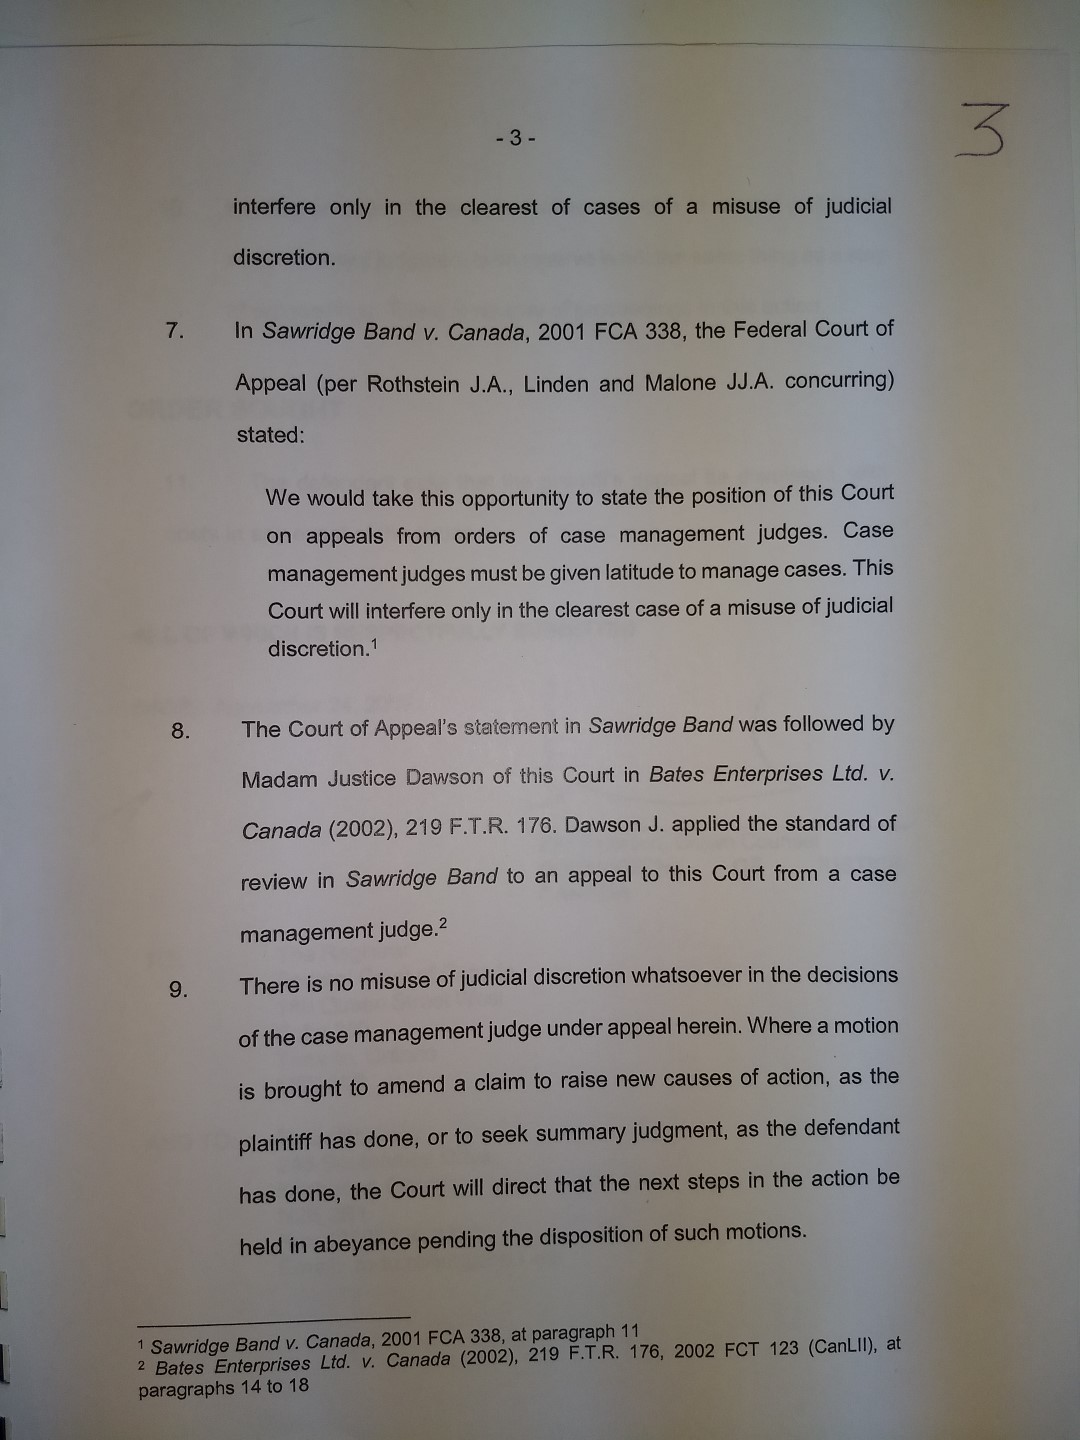 - 3 -
3
interfere only in the clearest of cases of a misuse of judicial
discretion.
7. In Sawridge Band v. Canada, 2001 FCA 338, the Federal Court of
Appeal (per Rothstein J.A., Linden and Malone JJ.A. concurring)
stated:
We would take this opportunity to state the position of this Court
on appeals from orders of case management judges. Case
management judges must be given latitude to manage cases. This
Court will interfere only in the clearest case of a misuse of judicial
discretion.¹
8. The Court of Appeal's statement in Sawridge Band was followed by
Madam Justice Dawson of this Court in Bates Enterprises Ltd. v.
Canada (2002), 219 F.T.R. 176. Dawson J. applied the standard of
review in Sawridge Band to an appeal to this Court from a case
management judge.²
9. There is no misuse of judicial discretion whatsoever in the decisions
of the case management judge under appeal herein. Where a motion
is brought to amend a claim to raise new causes of action, as the
plaintiff has done, or to seek summary judgment, as the defendant
has done, the Court will direct that the next steps in the action be
held in abeyance pending the disposition of such motions.
¹ Sawridge Band v. Canada, 2001 FCA 338, at paragraph 11
² Bates Enterprises Ltd. v. Canada (2002), 219 F.T.R. 176, 2002 FCT 123 (CanLII), at
paragraphs 14 to 18